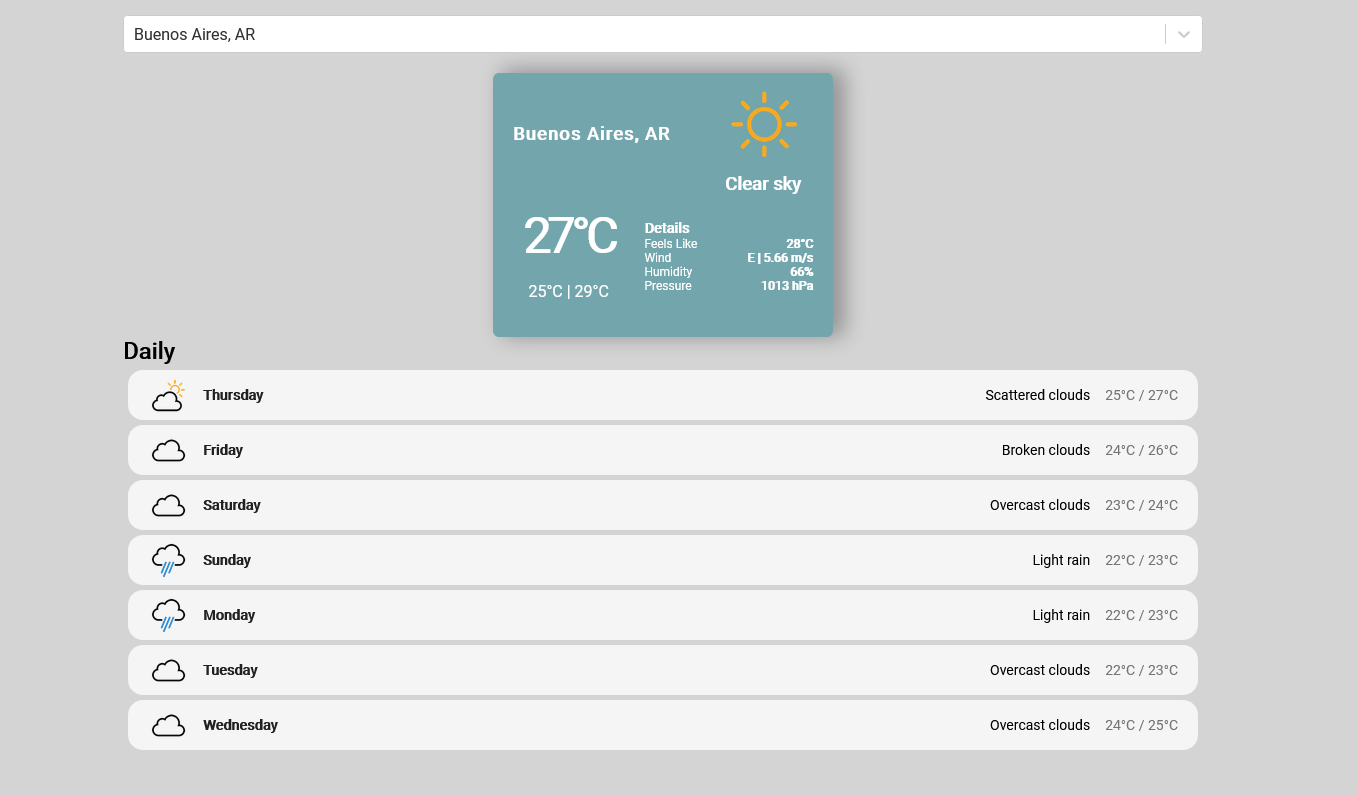 Buenos Aires, AR
Buenos Aires, AR
Clear sky
27°C
25°C | 29°C
Details
Feels Like 28°C
Wind E | 5.66 m/s
Humidity 66%
Pressure 1013 hPa
Daily
Thursday Scattered clouds 25°C / 27°C
Friday Broken clouds 24°C / 26°C
Saturday Overcast clouds 23°C / 24°C
Sunday Light rain 22°C / 23°C
Monday Light rain 22°C / 23°C
Tuesday Overcast clouds 22°C / 23°C
Wednesday Overcast clouds 24°C / 25°C